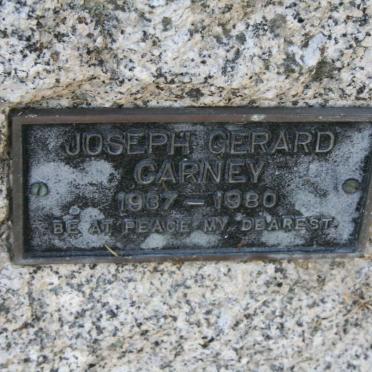 JOSEPH GERARD
CARNEY
1937 — 1980
BE AT PEACE MY DEAREST